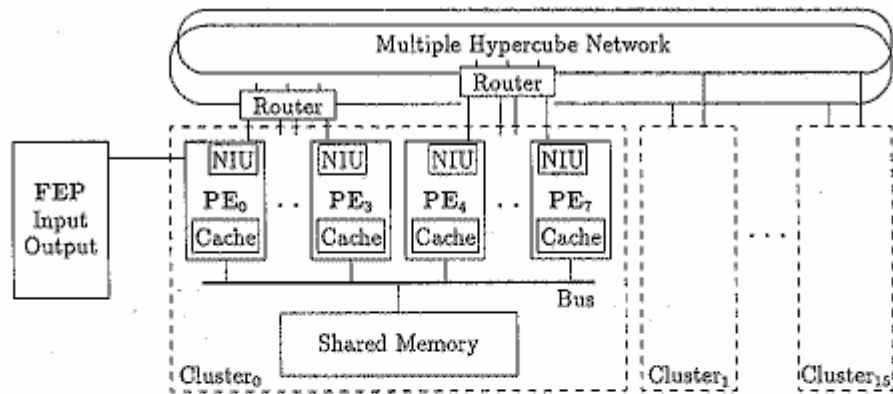 Multiple Hypercube Network
Router
Router
FEP
Input
Output
NIU NIU NIU NIU
PE0 · · PE3 PE4 · · PE7
Cache Cache Cache Cache
· · ·
Bus
Shared Memory
Cluster0 Cluster1 Cluster15